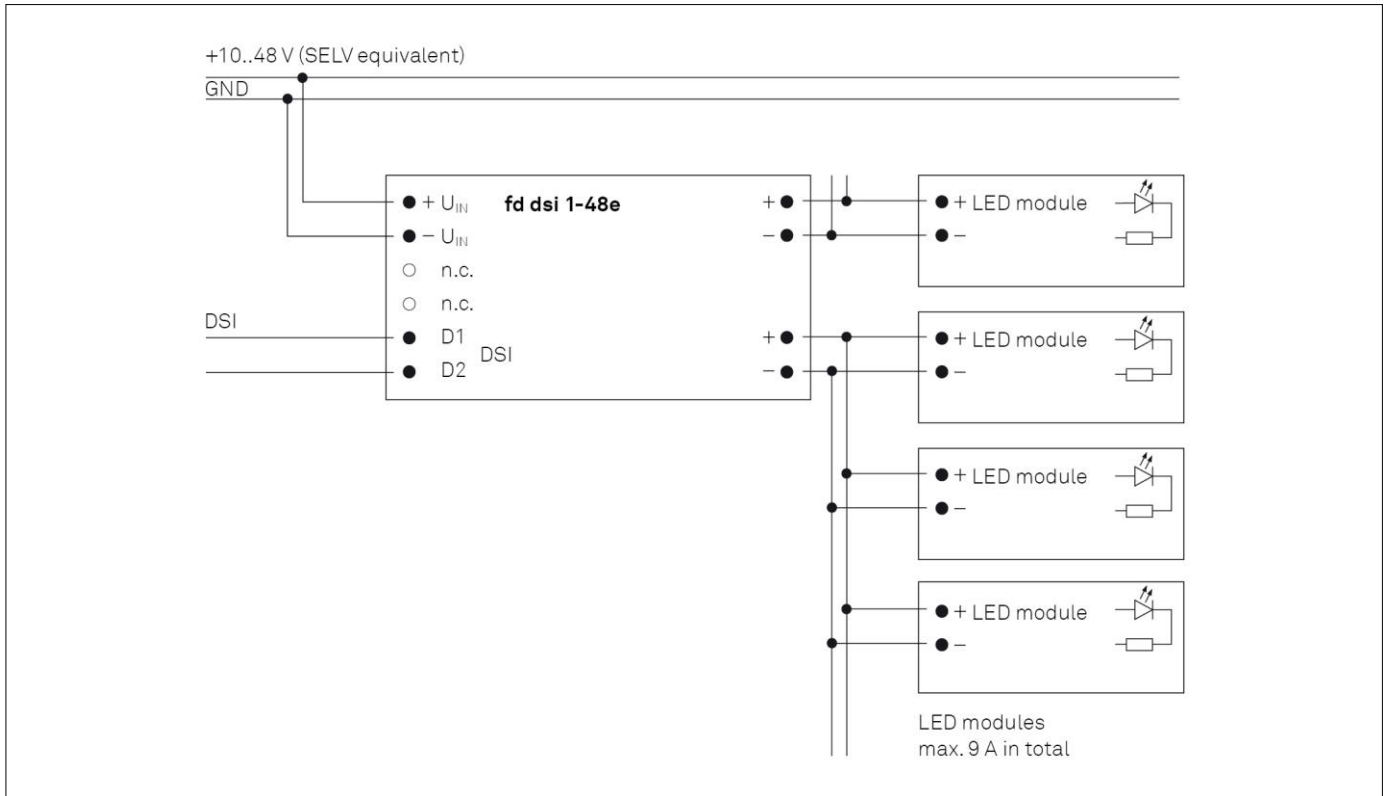 +10..48 V (SELV equivalent)
GND
+ UIN
fd dsi 1-48e
− UIN
n.c.
n.c.
DSI
D1
DSI
D2
+
−
+
−
+ LED module
−
+ LED module
−
+ LED module
−
+ LED module
−
LED modules
max. 9 A in total